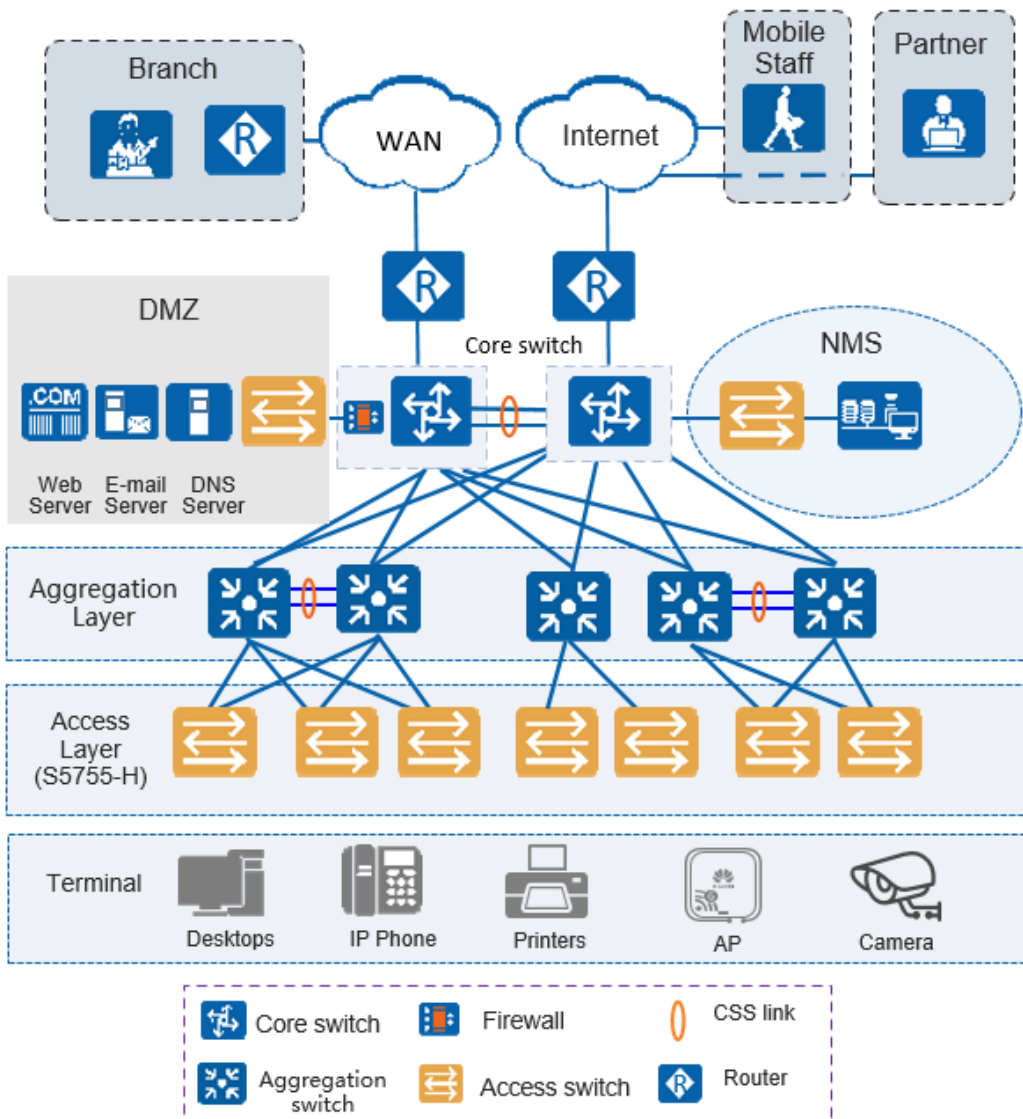 Branch
WAN
Internet
Mobile
Staff
Partner
R
R
R
DMZ
Core switch
NMS
.COM
Web
Server
E-mail
Server
DNS
Server
Aggregation
Layer
Access
Layer
(S5755-H)
Terminal
Desktops
IP Phone
Printers
AP
Camera
Core switch
Firewall
CSS link
Aggregation
switch
Access switch
R
Router